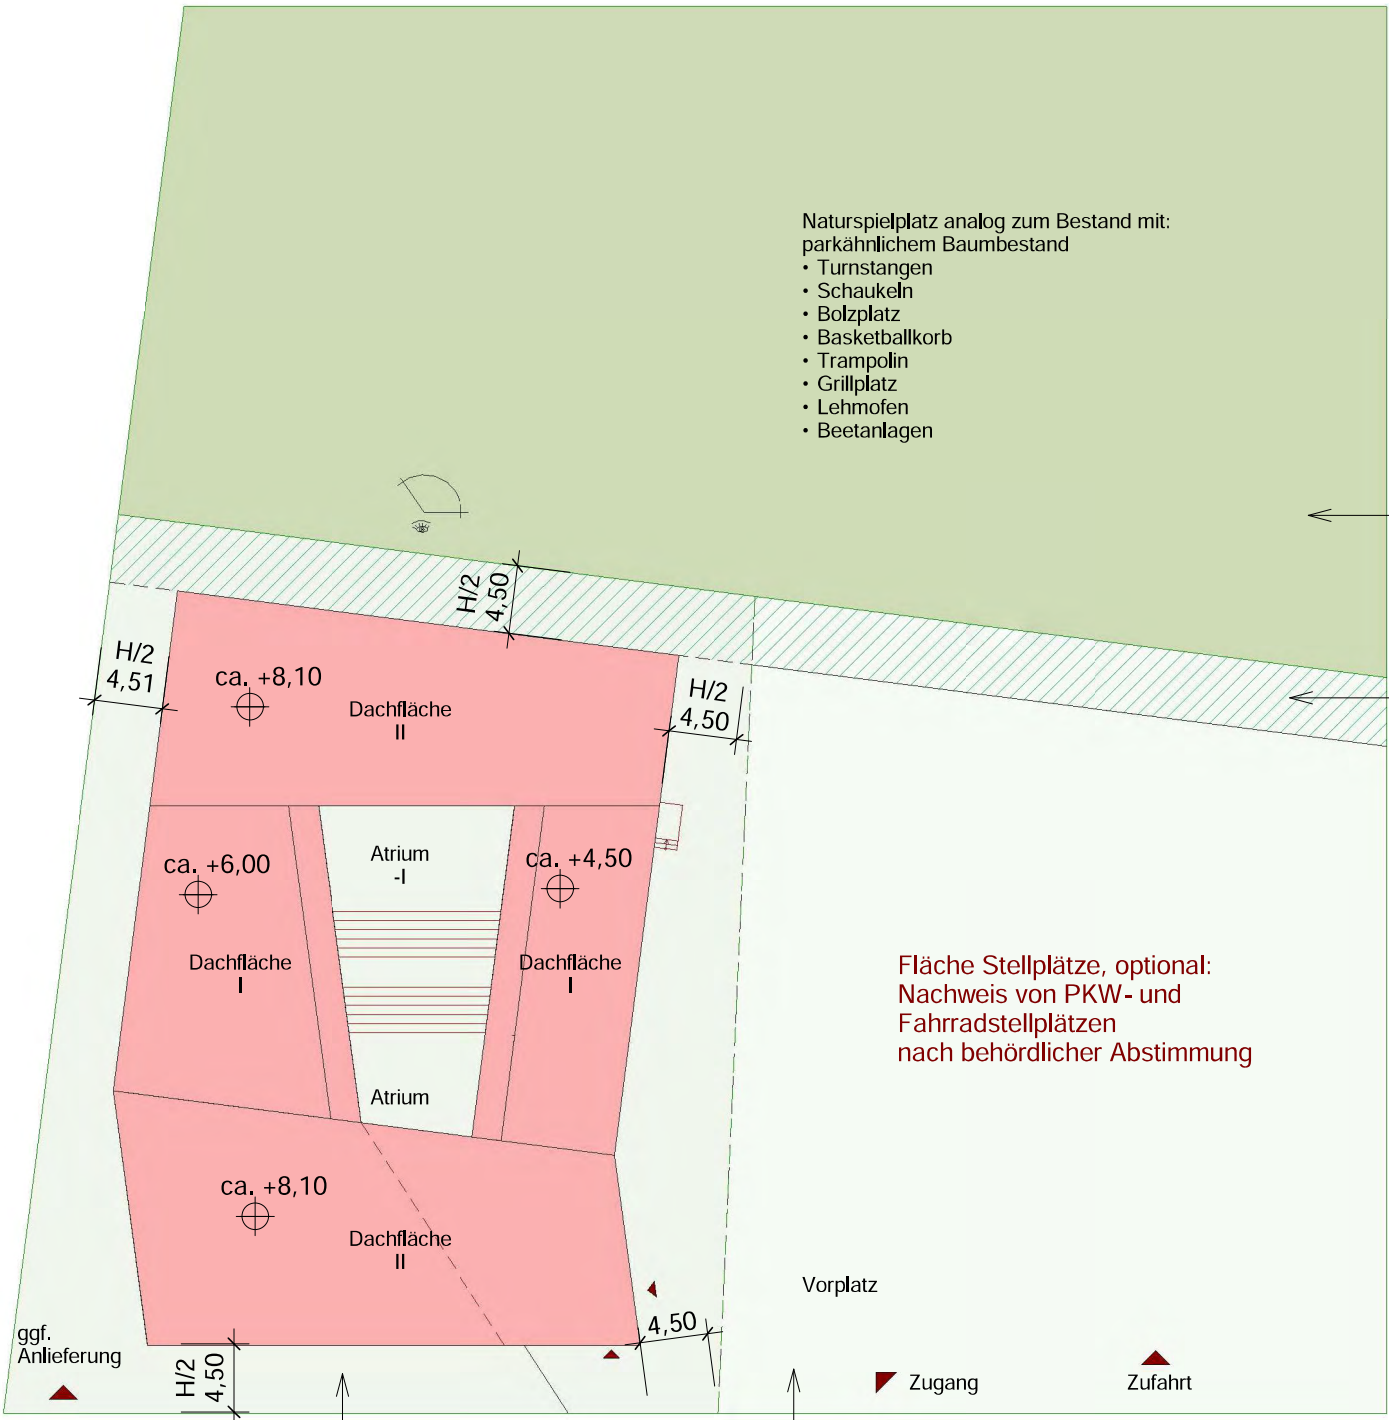 Naturspielplatz analog zum Bestand mit:
parkähnlichem Baumbestand
• Turnstangen
• Schaukeln
• Bolzplatz
• Basketballkorb
• Trampolin
• Grillplatz
• Lehmofen
• Beetanlagen
H/2
4,50
H/2
4,51
ca. +8,10
Dachfläche
II
H/2
4,50
ca. +6,00
Atrium
-I
ca. +4,50
Dachfläche
I
Dachfläche
I
Fläche Stellplätze, optional:
Nachweis von PKW- und
Fahrradstellplätzen
nach behördlicher Abstimmung
Atrium
ca. +8,10
Dachfläche
II
Vorplatz
4,50
ggf.
Anlieferung
H/2
4,50
Zugang
Zufahrt